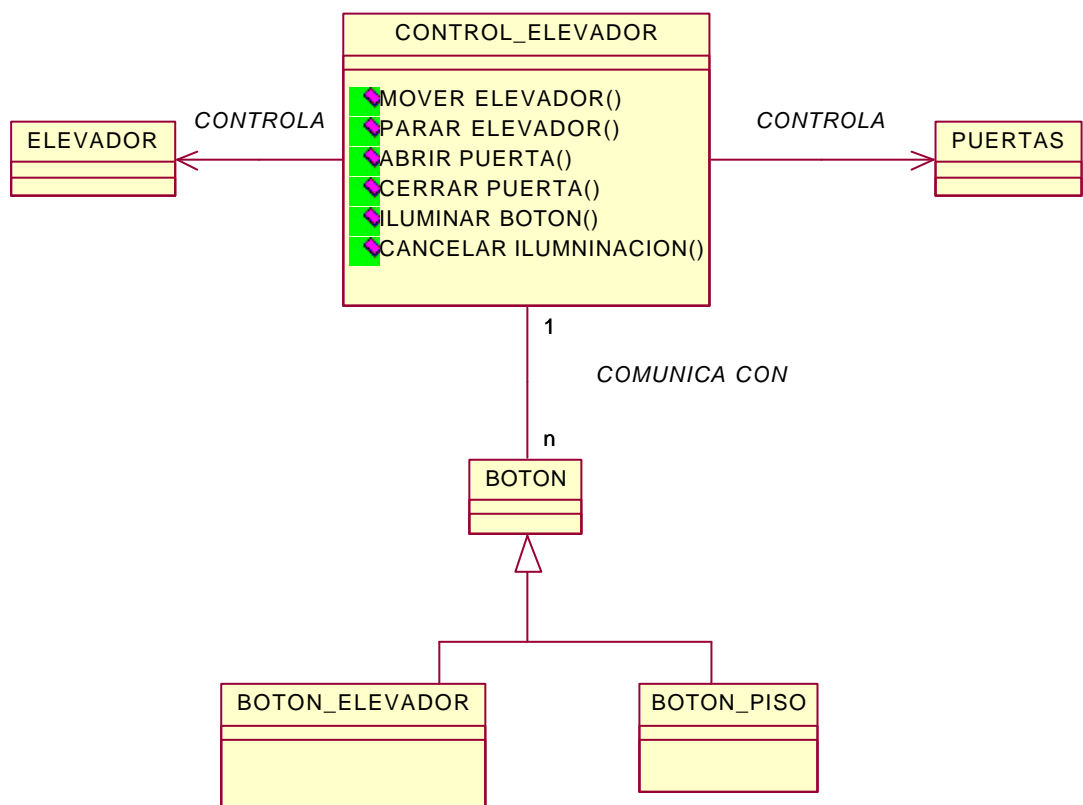 CONTROL_ELEVADOR
MOVER ELEVADOR()
PARAR ELEVADOR()
ABRIR PUERTA()
CERRAR PUERTA()
ILUMINAR BOTON()
CANCELAR ILUMNINACION()
ELEVADOR
CONTROLA
CONTROLA
PUERTAS
1
COMUNICA CON
n
BOTON
BOTON_ELEVADOR
BOTON_PISO